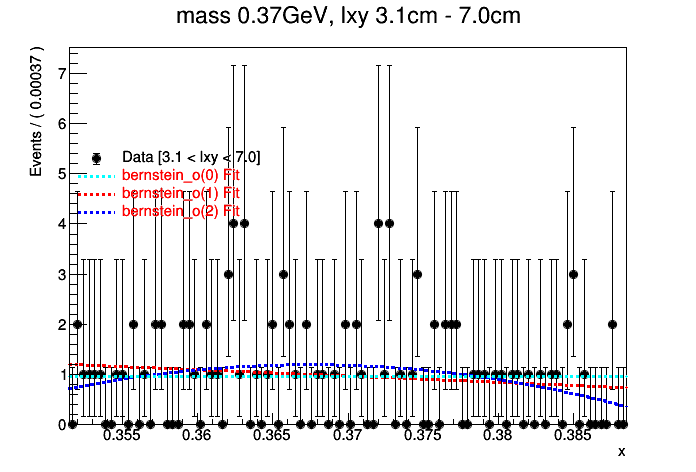 mass 0.37GeV, lxy 3.1cm - 7.0cm
Events / ( 0.00037 )
7
6
5
4
3
2
1
0
Data [3.1 < lxy < 7.0]
bernstein_o(0) Fit
bernstein_o(1) Fit
bernstein_o(2) Fit
0.355 0.36 0.365 0.37 0.375 0.38 0.385
x